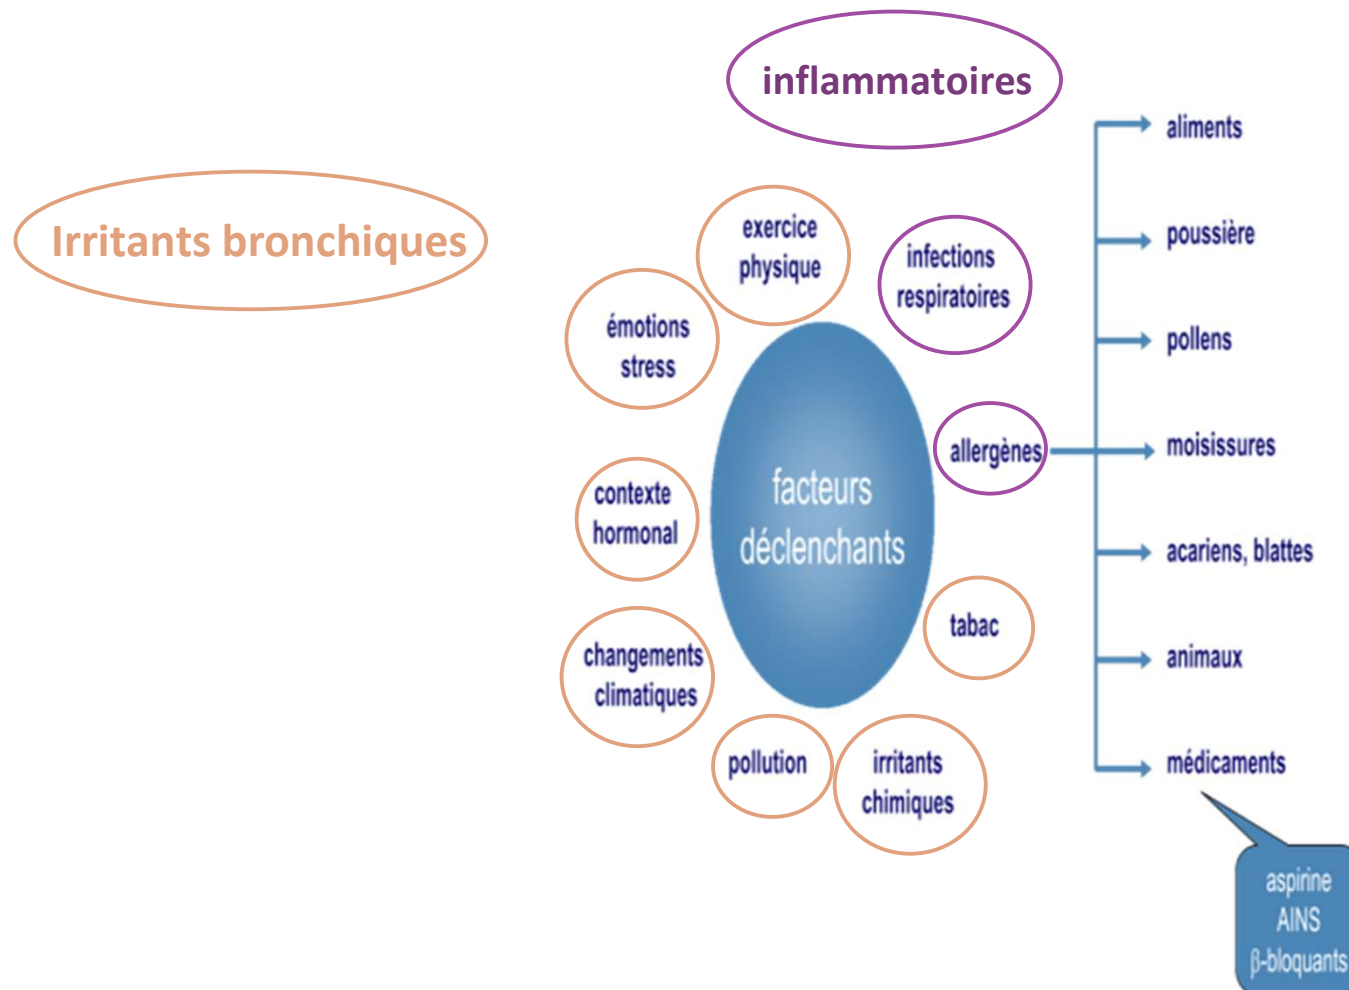 inflammatoires
Irritants bronchiques
exercice
physique
infections
respiratoires
émotions
stress
allergènes
contexte
hormonal
facteurs
déclenchants
tabac
changements
climatiques
pollution
irritants
chimiques
aliments
poussière
pollens
moisissures
acariens, blattes
animaux
médicaments
aspirine
AINS
β-bloquants